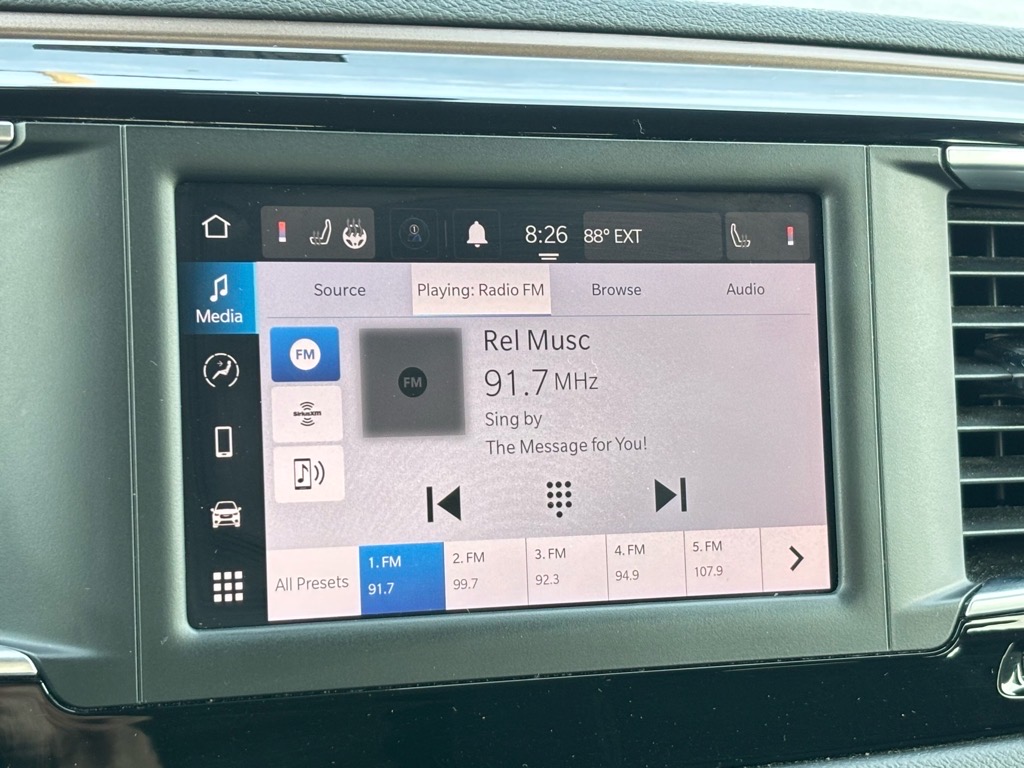 8:26
88° EXT
Media
Source
Playing: Radio FM
Browse
Audio
FM
FM
SiriusXM
Rel Musc
91.7 MHz
Sing by
The Message for You!
All Presets
1. FM
91.7
2. FM
99.7
3. FM
92.3
4. FM
94.9
5. FM
107.9